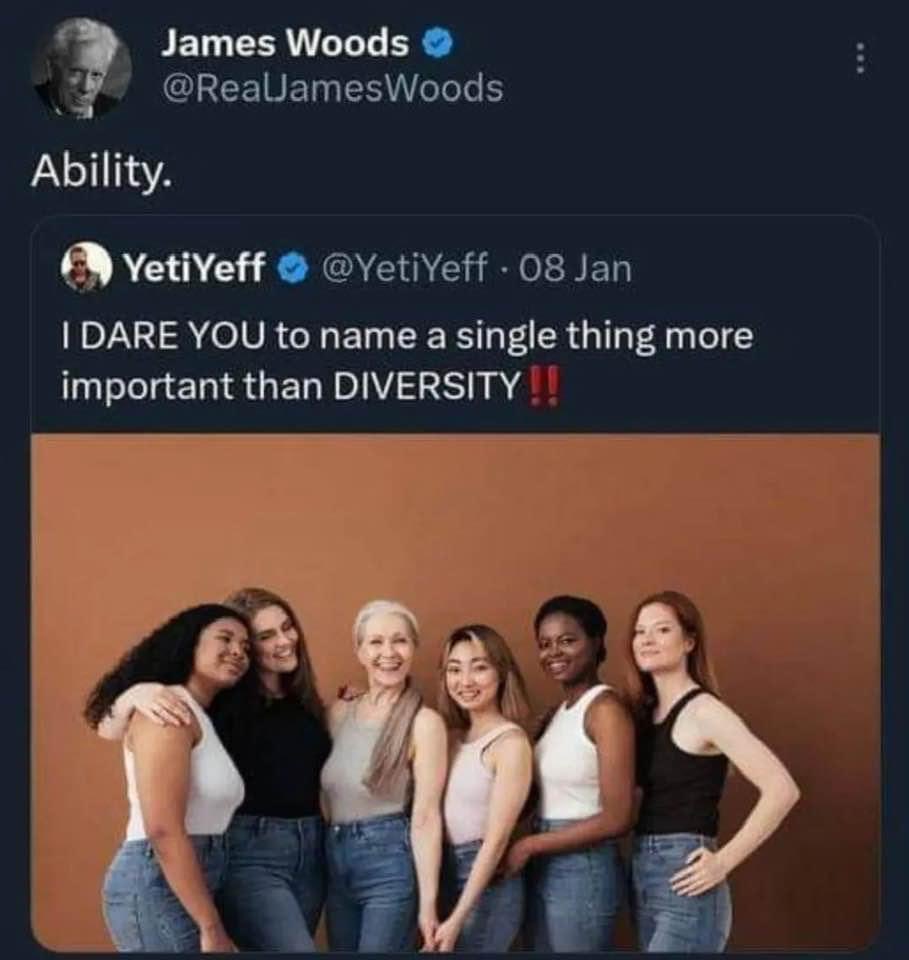 James Woods
@RealJamesWoods
Ability.
YetiYeff @YetiYeff · 08 Jan
I DARE YOU to name a single thing more
important than DIVERSITY‼️